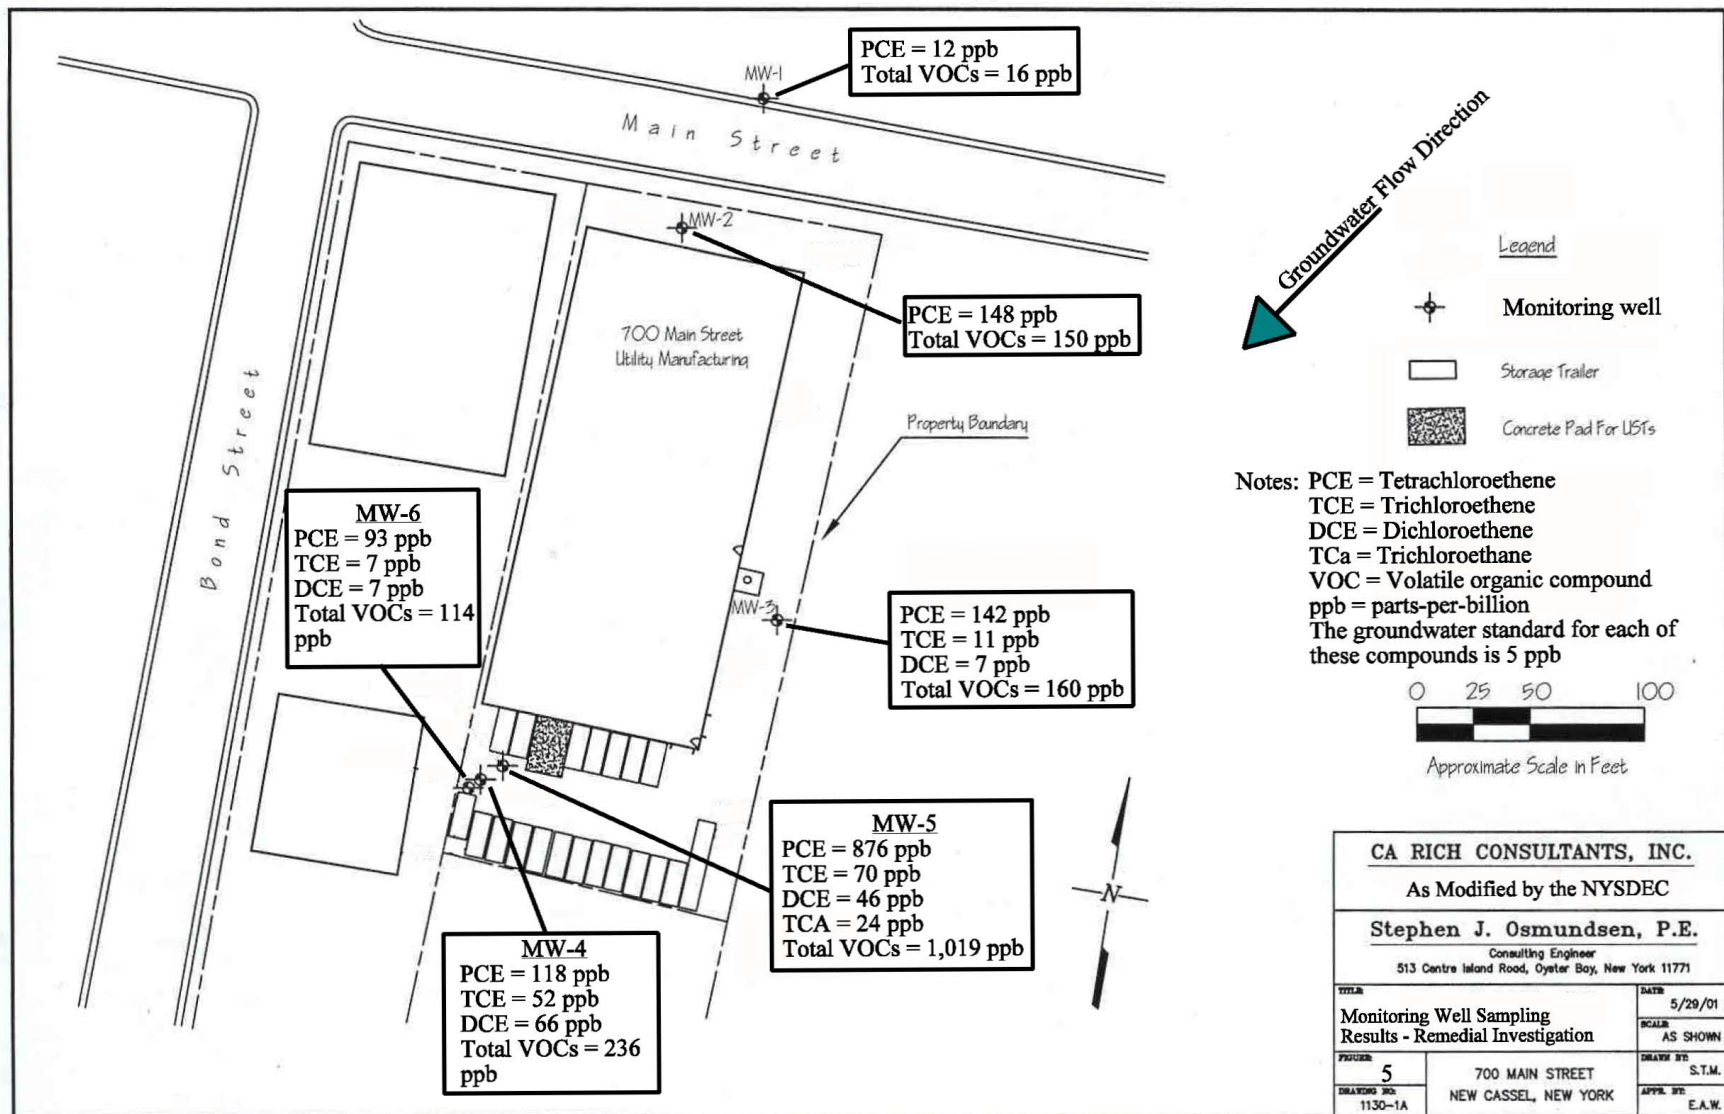 PCE = 12 ppb
Total VOCs = 16 ppb
MW-1
Main Street
MW-2
PCE = 148 ppb
Total VOCs = 150 ppb
700 Main Street
Utility Manufacturing
Property Boundary
Bond Street
Groundwater Flow Direction
Legend
Monitoring well
Storage Trailer
Concrete Pad For USTs
Notes: PCE = Tetrachloroethene
TCE = Trichloroethene
DCE = Dichloroethene
TCa = Trichloroethane
VOC = Volatile organic compound
ppb = parts-per-billion
The groundwater standard for each of
these compounds is 5 ppb
0 25 50 100
Approximate Scale in Feet
MW-6
PCE = 93 ppb
TCE = 7 ppb
DCE = 7 ppb
Total VOCs = 114
ppb
MW-3
PCE = 142 ppb
TCE = 11 ppb
DCE = 7 ppb
Total VOCs = 160 ppb
MW-5
PCE = 876 ppb
TCE = 70 ppb
DCE = 46 ppb
TCA = 24 ppb
Total VOCs = 1,019 ppb
MW-4
PCE = 118 ppb
TCE = 52 ppb
DCE = 66 ppb
Total VOCs = 236
ppb
N
CA RICH CONSULTANTS, INC.
As Modified by the NYSDEC
Stephen J. Osmundsen, P.E.
Consulting Engineer
513 Centre Island Road, Oyster Bay, New York 11771
TITLE:
Monitoring Well Sampling
Results - Remedial Investigation
DATE:
5/29/01
SCALE:
AS SHOWN
FIGURE:
5
DRAWING NO:
1130-1A
700 MAIN STREET
NEW CASSEL, NEW YORK
DRAWN BY:
S.T.M.
APPR. BY:
E.A.W.